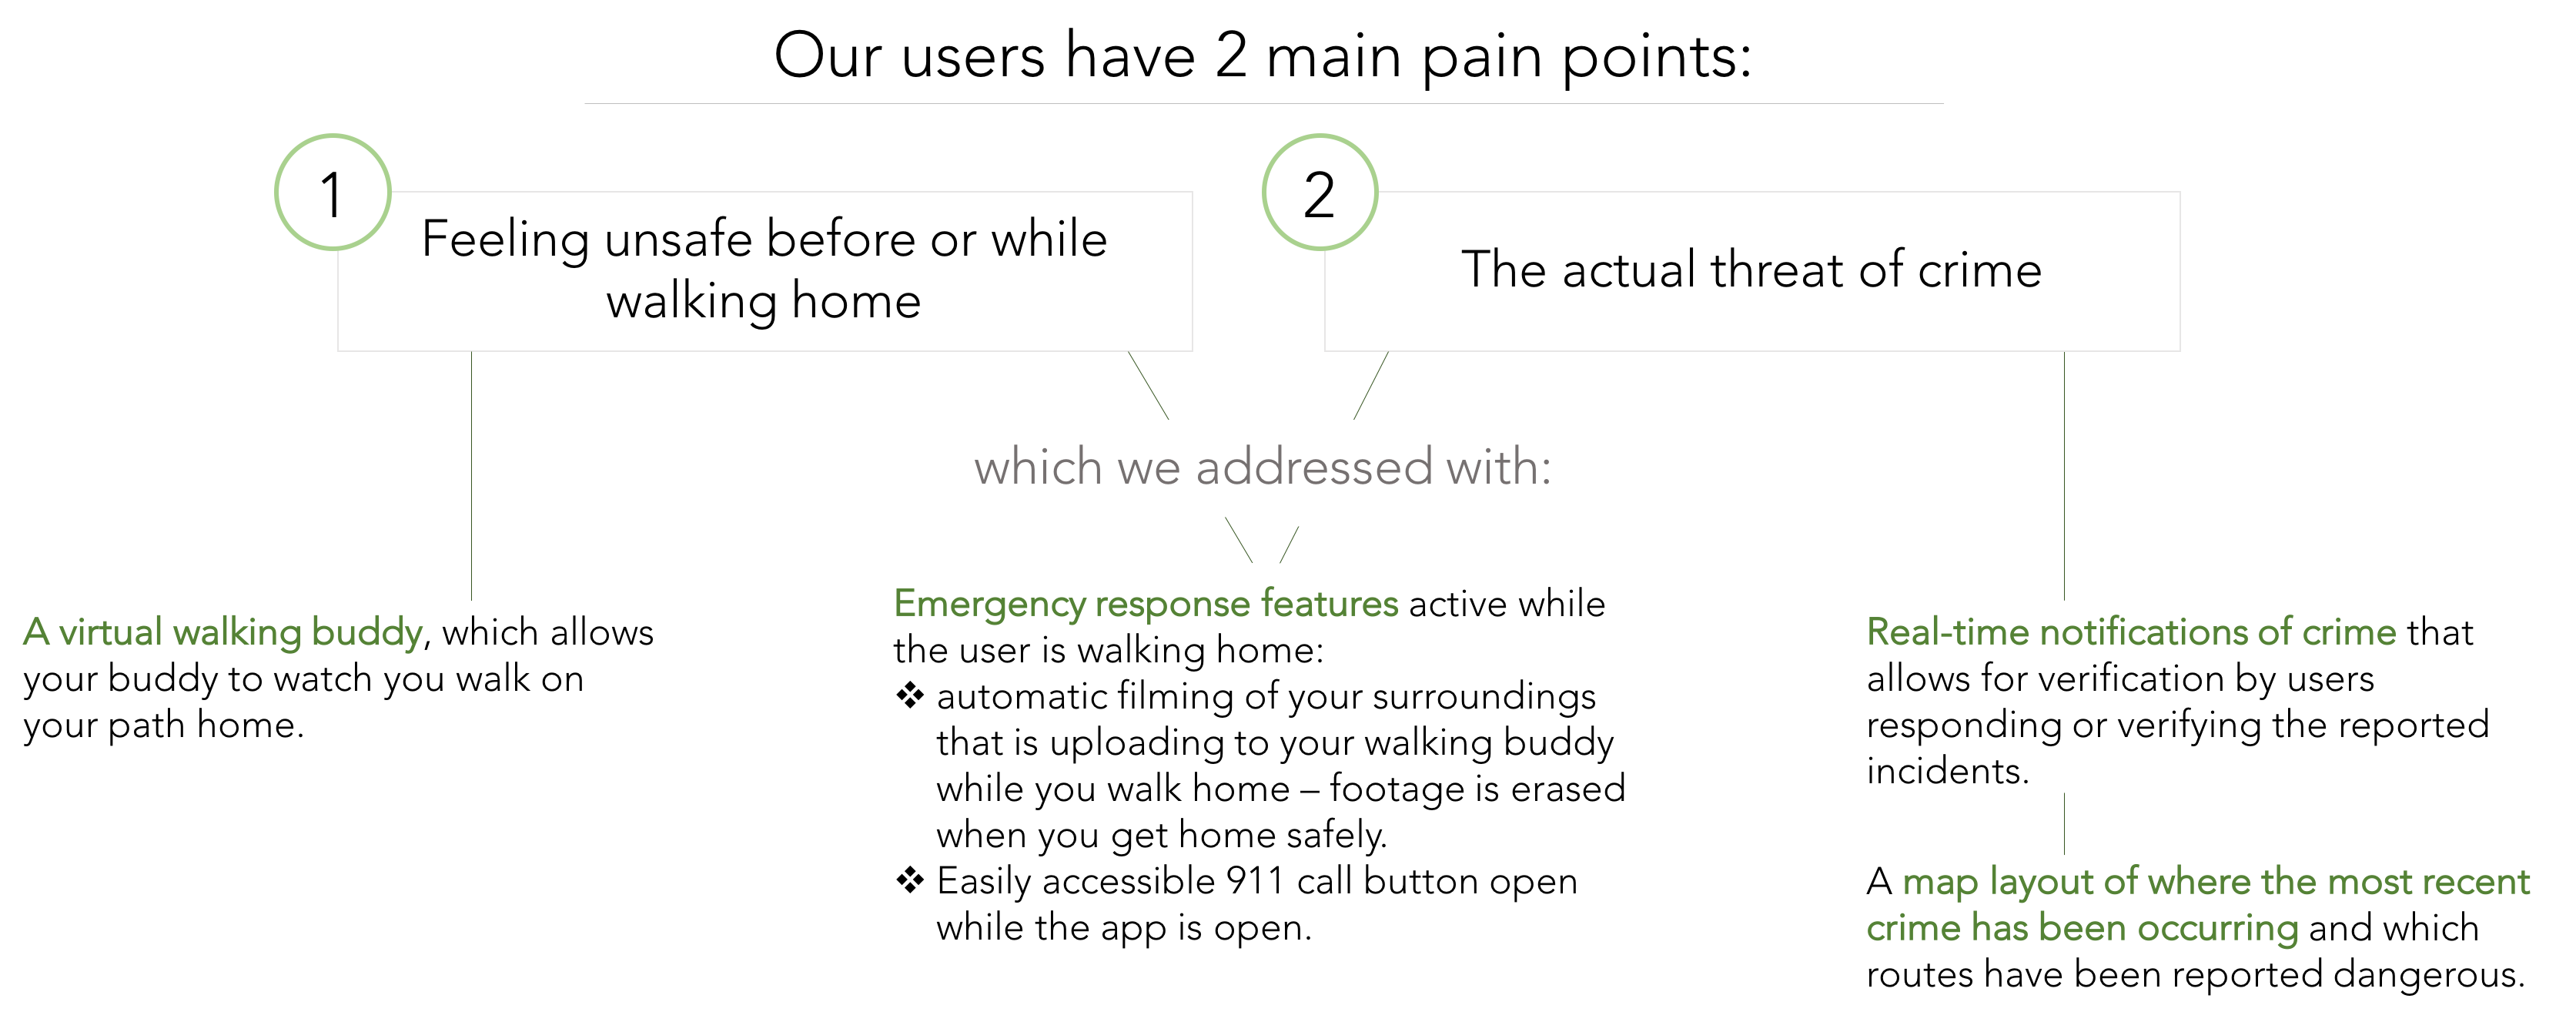 Our users have 2 main pain points:
1
Feeling unsafe before or while
walking home
2
The actual threat of crime
which we addressed with:
A virtual walking buddy, which allows
your buddy to watch you walk on
your path home.
Emergency response features active while
the user is walking home:
❖ automatic filming of your surroundings
that is uploading to your walking buddy
while you walk home – footage is erased
when you get home safely.
❖ Easily accessible 911 call button open
while the app is open.
Real-time notifications of crime that
allows for verification by users
responding or verifying the reported
incidents.
A map layout of where the most recent
crime has been occurring and which
routes have been reported dangerous.